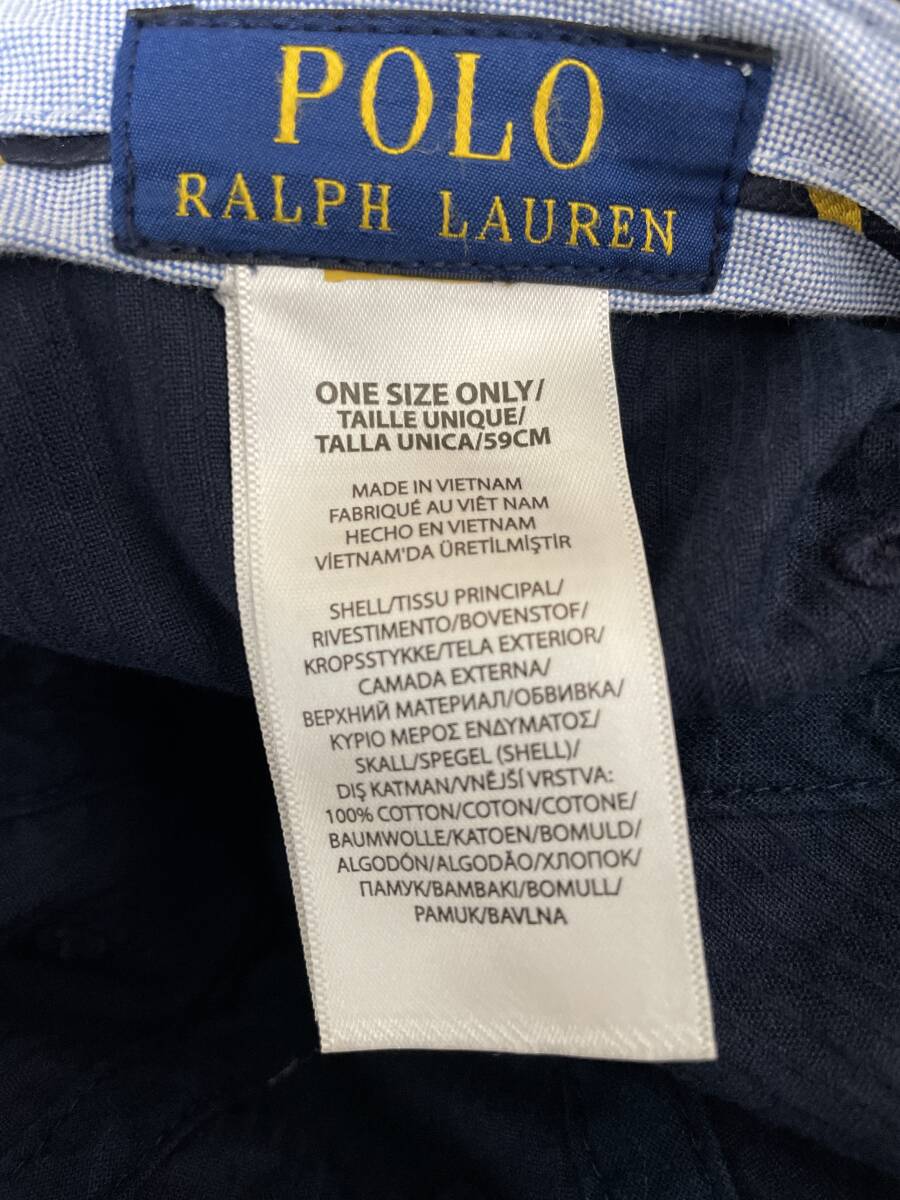 POLO
RALPH LAUREN
ONE SIZE ONLY/
TAILLE UNIQUE/
TALLA UNICA/59CM
MADE IN VIETNAM
FABRIQUÉ AU VIÊT NAM
HECHO EN VIETNAM
VİETNAM'DA ÜRETİLMİŞTİR
SHELL/TISSU PRINCIPAL/
RIVESTIMENTO/BOVENSTOF/
KROPSSTYKKE/TELA EXTERIOR/
CAMADA EXTERNA/
ВЕРХНИЙ МАТЕРИАЛ/ОБВИВКА/
ΚΥΡΙΟ ΜΕΡΟΣ ΕΝΔΥΜΑΤΟΣ/
SKALL/SPEGEL (SHELL)/
DIŞ KATMAN/VNĚJŠÍ VRSTVA:
100% COTTON/COTON/COTONE/
BAUMWOLLE/KATOEN/BOMULD/
ALGODÓN/ALGODÃO/ХЛОПОК/
ПАМУК/ΒΑΜΒΑΚΙ/BOMULL/
PAMUK/BAVLNA